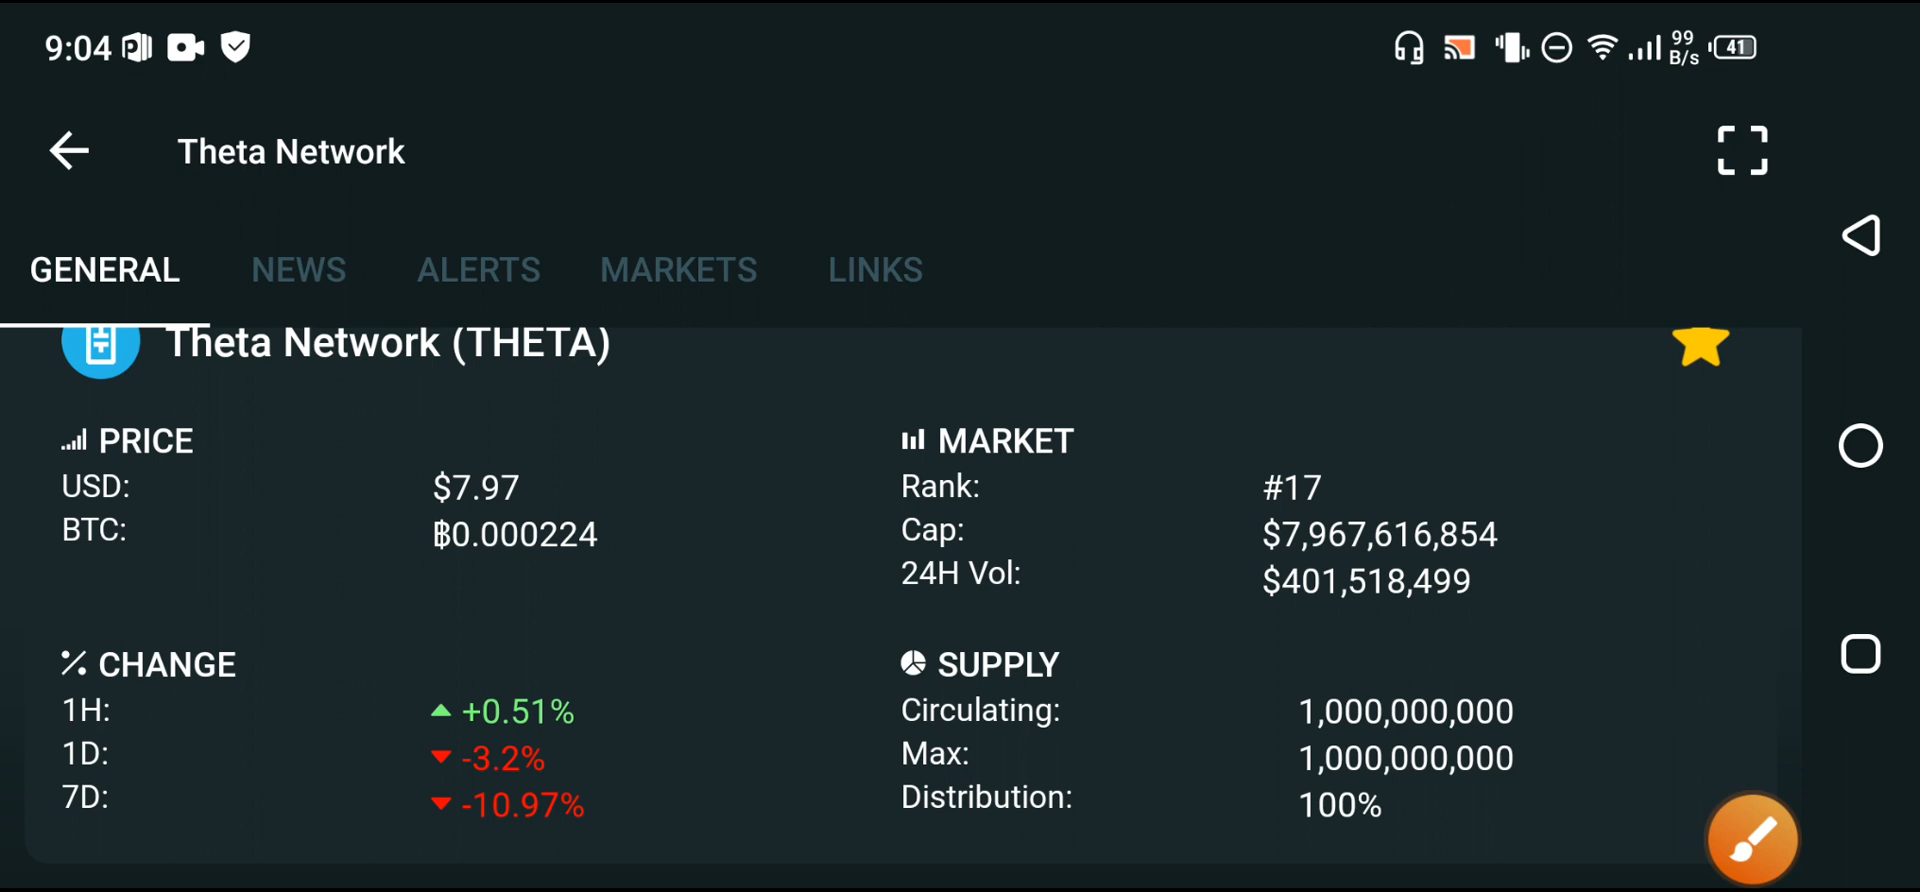 9:04
99
B/s
41
Theta Network
GENERAL NEWS ALERTS MARKETS LINKS
Theta Network (THETA)
PRICE
USD: $7.97
BTC: ฿0.000224
MARKET
Rank: #17
Cap: $7,967,616,854
24H Vol: $401,518,499
CHANGE
1H: +0.51%
1D: -3.2%
7D: -10.97%
SUPPLY
Circulating: 1,000,000,000
Max: 1,000,000,000
Distribution: 100%